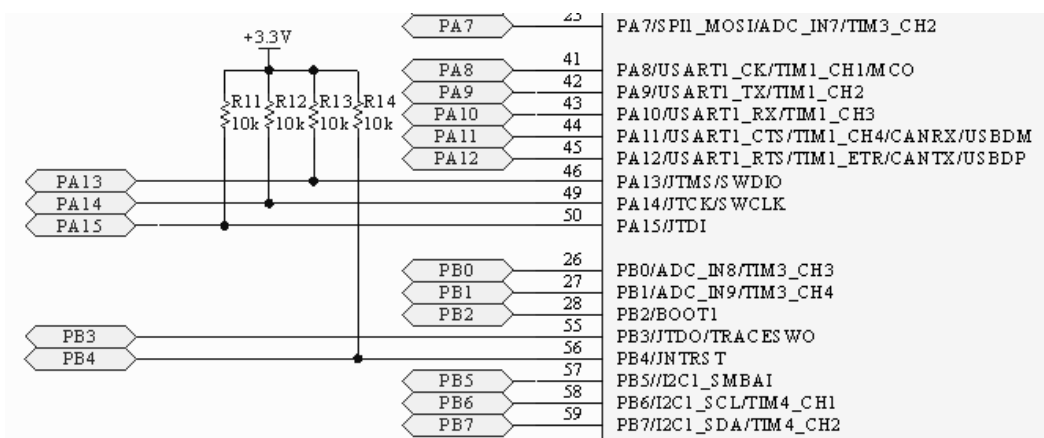 PA7 23 PA7/SPI1_MOSI/ADC_IN7/TIM3_CH2
+3.3V
PA8 41 PA8/USART1_CK/TIM1_CH1/MCO
PA9 42 PA9/USART1_TX/TIM1_CH2
R11 R12 R13 R14
PA10 43 PA10/USART1_RX/TIM1_CH3
10k 10k 10k 10k
PA11 44 PA11/USART1_CTS/TIM1_CH4/CANRX/USBDM
PA12 45 PA12/USART1_RTS/TIM1_ETR/CANTX/USBDP
PA13 46 PA13/JTMS/SWDIO
PA14 49 PA14/JTCK/SWCLK
PA15 50 PA15/JTDI
PB0 26 PB0/ADC_IN8/TIM3_CH3
PB1 27 PB1/ADC_IN9/TIM3_CH4
PB2 28 PB2/BOOT1
PB3 55 PB3/JTDO/TRACESWO
PB4 56 PB4/JNTRST
PB5 57 PB5//I2C1_SMBAI
PB6 58 PB6/I2C1_SCL/TIM4_CH1
PB7 59 PB7/I2C1_SDA/TIM4_CH2